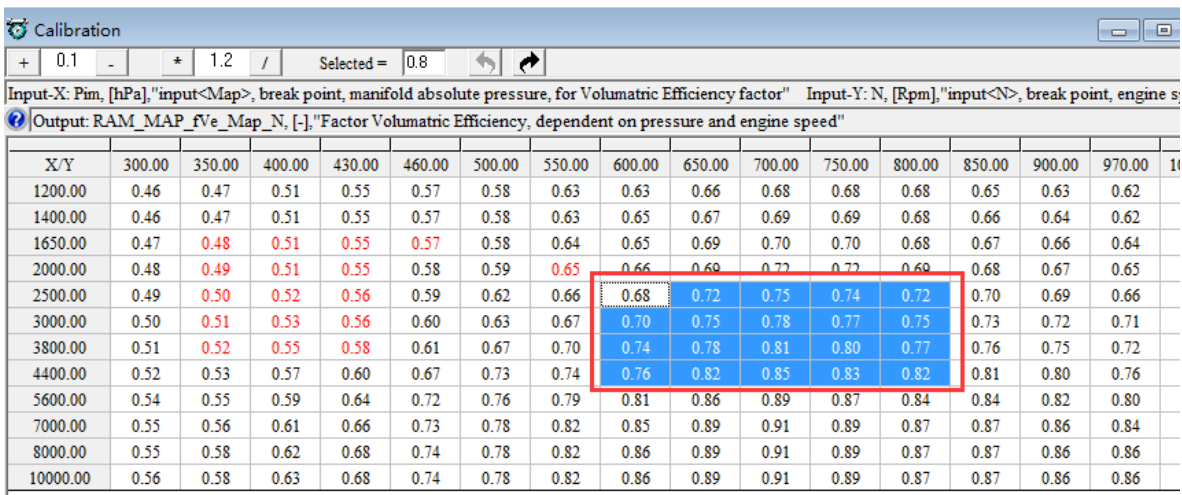 Calibration
+ 0.1 - * 1.2 / Selected = 0.8
Input-X: Pim, [hPa],"input<Map>, break point, manifold absolute pressure, for Volumatric Efficiency factor" Input-Y: N, [Rpm],"input<N>, break point, engine
Output: RAM_MAP_fVe_Map_N, [-],"Factor Volumatric Efficiency, dependent on pressure and engine speed"
X/Y 300.00 350.00 400.00 430.00 460.00 500.00 550.00 600.00 650.00 700.00 750.00 800.00 850.00 900.00 970.00
1200.00 0.46 0.47 0.51 0.55 0.57 0.58 0.63 0.63 0.66 0.68 0.68 0.68 0.65 0.63 0.62
1400.00 0.46 0.47 0.51 0.55 0.57 0.58 0.63 0.65 0.67 0.69 0.69 0.68 0.66 0.64 0.62
1650.00 0.47 0.48 0.51 0.55 0.57 0.58 0.64 0.65 0.69 0.70 0.70 0.68 0.67 0.66 0.64
2000.00 0.48 0.49 0.51 0.55 0.58 0.59 0.65 0.66 0.69 0.72 0.72 0.69 0.68 0.67 0.65
2500.00 0.49 0.50 0.52 0.56 0.59 0.62 0.66 0.68 0.72 0.75 0.74 0.72 0.70 0.69 0.66
3000.00 0.50 0.51 0.53 0.56 0.60 0.63 0.67 0.70 0.75 0.78 0.77 0.75 0.73 0.72 0.71
3800.00 0.51 0.52 0.55 0.58 0.61 0.67 0.70 0.74 0.78 0.81 0.80 0.77 0.76 0.75 0.72
4400.00 0.52 0.53 0.57 0.60 0.67 0.73 0.74 0.76 0.82 0.85 0.83 0.82 0.81 0.80 0.76
5600.00 0.54 0.55 0.59 0.64 0.72 0.76 0.79 0.81 0.86 0.89 0.87 0.84 0.84 0.82 0.80
7000.00 0.55 0.56 0.61 0.66 0.73 0.78 0.82 0.85 0.89 0.91 0.89 0.87 0.87 0.86 0.84
8000.00 0.55 0.58 0.62 0.68 0.74 0.78 0.82 0.86 0.89 0.91 0.89 0.87 0.87 0.86 0.86
10000.00 0.56 0.58 0.63 0.68 0.74 0.78 0.82 0.86 0.89 0.91 0.89 0.87 0.87 0.86 0.86